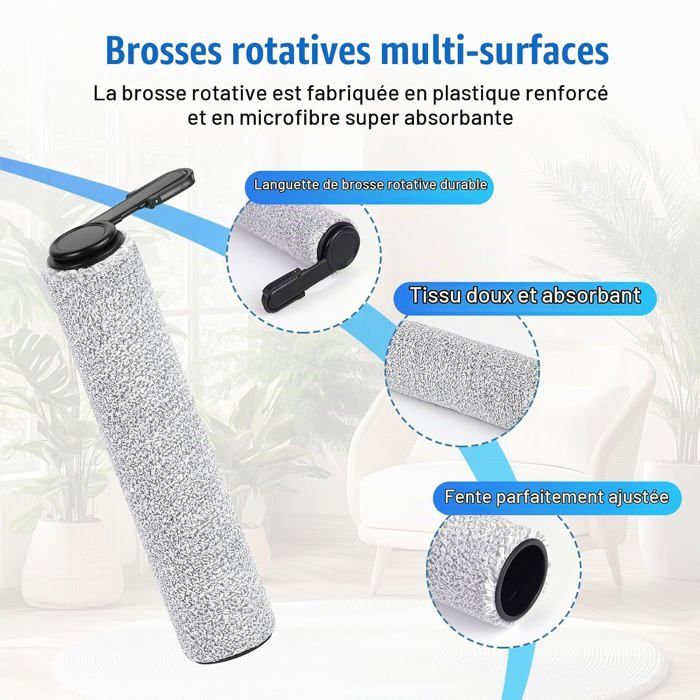 Brosses rotatives multi-surfaces
La brosse rotative est fabriquée en plastique renforcé
et en microfibre super absorbante
Languette de brosse rotative durable
Tissu doux et absorbant
Fente parfaitement ajustée